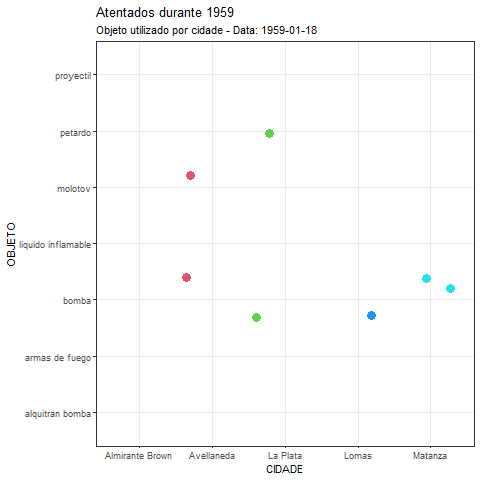 Atentados durante 1959
Objeto utilizado por cidade - Data: 1959-01-18
proyectil
petardo
molotov
liquido inflamable
bomba
armas de fuego
alquitran bomba
OBJETO
Almirante Brown
Avellaneda
La Plata
Lomas
Matanza
CIDADE